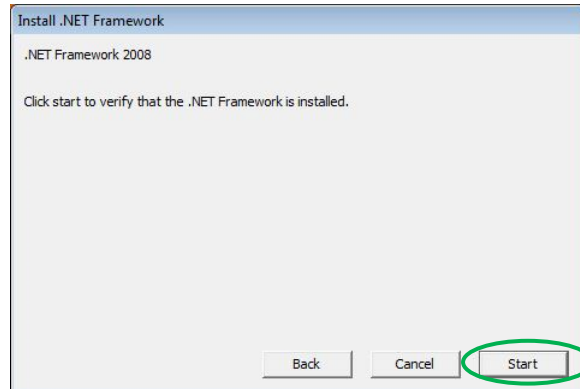 Install .NET Framework
.NET Framework 2008
Click start to verify that the .NET Framework is installed.
Back Cancel Start